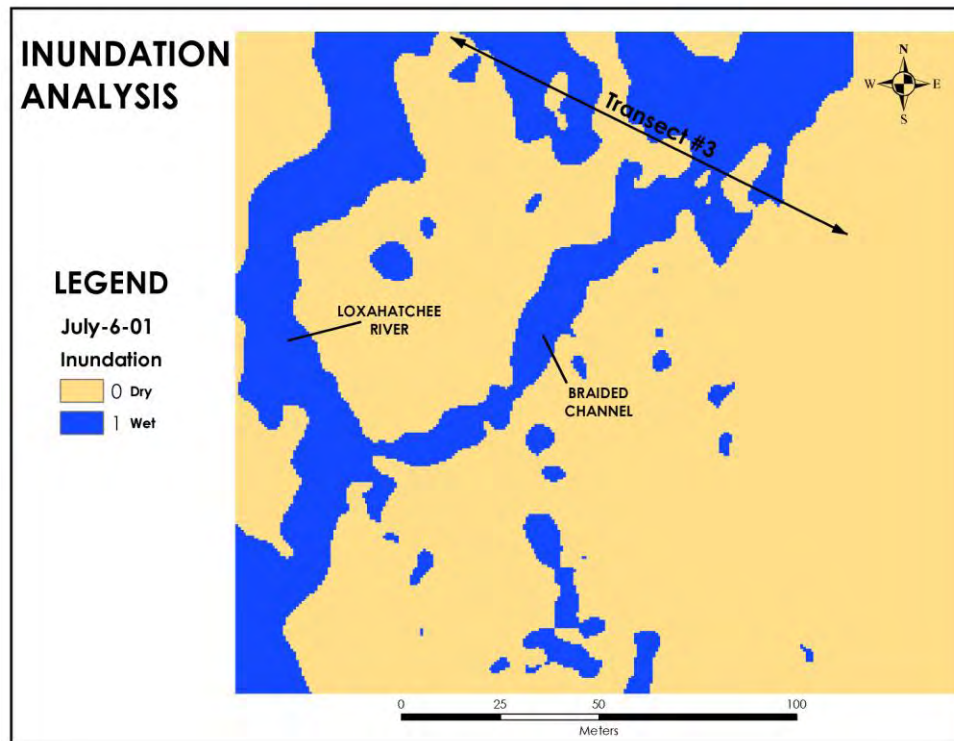 INUNDATION
ANALYSIS
N
W
E
S
Transect #3
LEGEND
July-6-01
Inundation
0 Dry
1 Wet
LOXAHATCHEE
RIVER
BRAIDED
CHANNEL
0 25 50 100
Meters